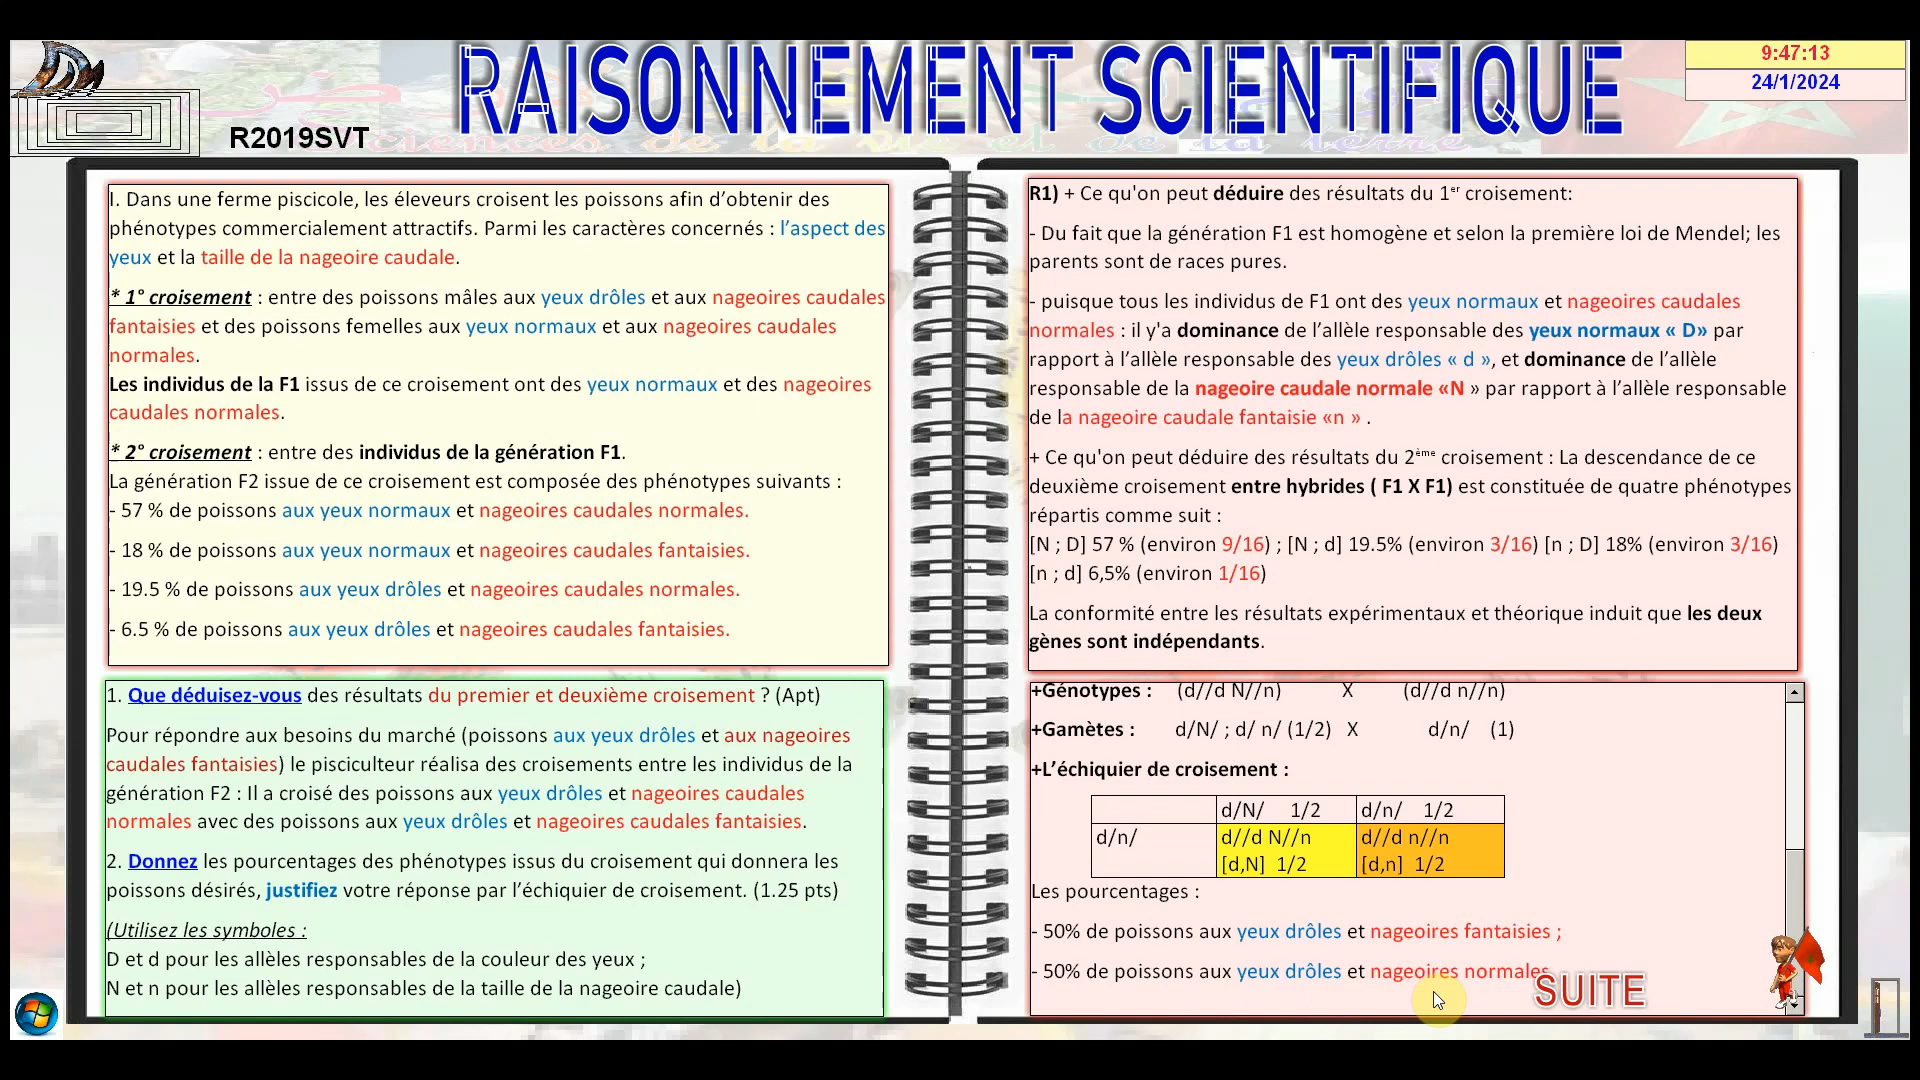 RAISONNEMENT SCIENTIFIQUE
9:47:13
24/1/2024
R2019SVT
I. Dans une ferme piscicole, les éleveurs croisent les poissons afin d’obtenir des
phénotypes commercialement attractifs. Parmi les caractères concernés : l’aspect des
yeux et la taille de la nageoire caudale.
* 1° croisement : entre des poissons mâles aux yeux drôles et aux nageoires caudales
fantaisies et des poissons femelles aux yeux normaux et aux nageoires caudales
normales.
Les individus de la F1 issus de ce croisement ont des yeux normaux et des nageoires
caudales normales.
* 2° croisement : entre des individus de la génération F1.
La génération F2 issue de ce croisement est composée des phénotypes suivants :
- 57 % de poissons aux yeux normaux et nageoires caudales normales.
- 18 % de poissons aux yeux normaux et nageoires caudales fantaisies.
- 19.5 % de poissons aux yeux drôles et nageoires caudales normales.
- 6.5 % de poissons aux yeux drôles et nageoires caudales fantaisies.
1. Que déduisez-vous des résultats du premier et deuxième croisement ? (Apt)
Pour répondre aux besoins du marché (poissons aux yeux drôles et aux nageoires
caudales fantaisies) le pisciculteur réalisa des croisements entre les individus de la
génération F2 : Il a croisé des poissons aux yeux drôles et nageoires caudales
normales avec des poissons aux yeux drôles et nageoires caudales fantaisies.
2. Donnez les pourcentages des phénotypes issus du croisement qui donnera les
poissons désirés, justifiez votre réponse par l’échiquier de croisement. (1.25 pts)
(Utilisez les symboles :
D et d pour les allèles responsables de la couleur des yeux ;
N et n pour les allèles responsables de la taille de la nageoire caudale)
R1) + Ce qu'on peut déduire des résultats du 1er croisement:
- Du fait que la génération F1 est homogène et selon la première loi de Mendel; les
parents sont de races pures.
- puisque tous les individus de F1 ont des yeux normaux et nageoires caudales
normales : il y'a dominance de l’allèle responsable des yeux normaux « D» par
rapport à l’allèle responsable des yeux drôles « d », et dominance de l’allèle
responsable de la nageoire caudale normale «N » par rapport à l’allèle responsable
de la nageoire caudale fantaisie «n » .
+ Ce qu'on peut déduire des résultats du 2ème croisement : La descendance de ce
deuxième croisement entre hybrides ( F1 X F1) est constituée de quatre phénotypes
répartis comme suit :
[N ; D] 57 % (environ 9/16) ; [N ; d] 19.5% (environ 3/16) [n ; D] 18% (environ 3/16)
[n ; d] 6,5% (environ 1/16)
La conformité entre les résultats expérimentaux et théorique induit que les deux
gènes sont indépendants.
+Génotypes : (d//d N//n) X (d//d n//n)
+Gamètes : d/N/ ; d/ n/ (1/2) X d/n/ (1)
+L’échiquier de croisement :
d/N/ 1/2 d/n/ 1/2
d/n/ d//d N//n d//d n//n
[d,N] 1/2 [d,n] 1/2
Les pourcentages :
- 50% de poissons aux yeux drôles et nageoires fantaisies ;
- 50% de poissons aux yeux drôles et nageoires normales
SUITE